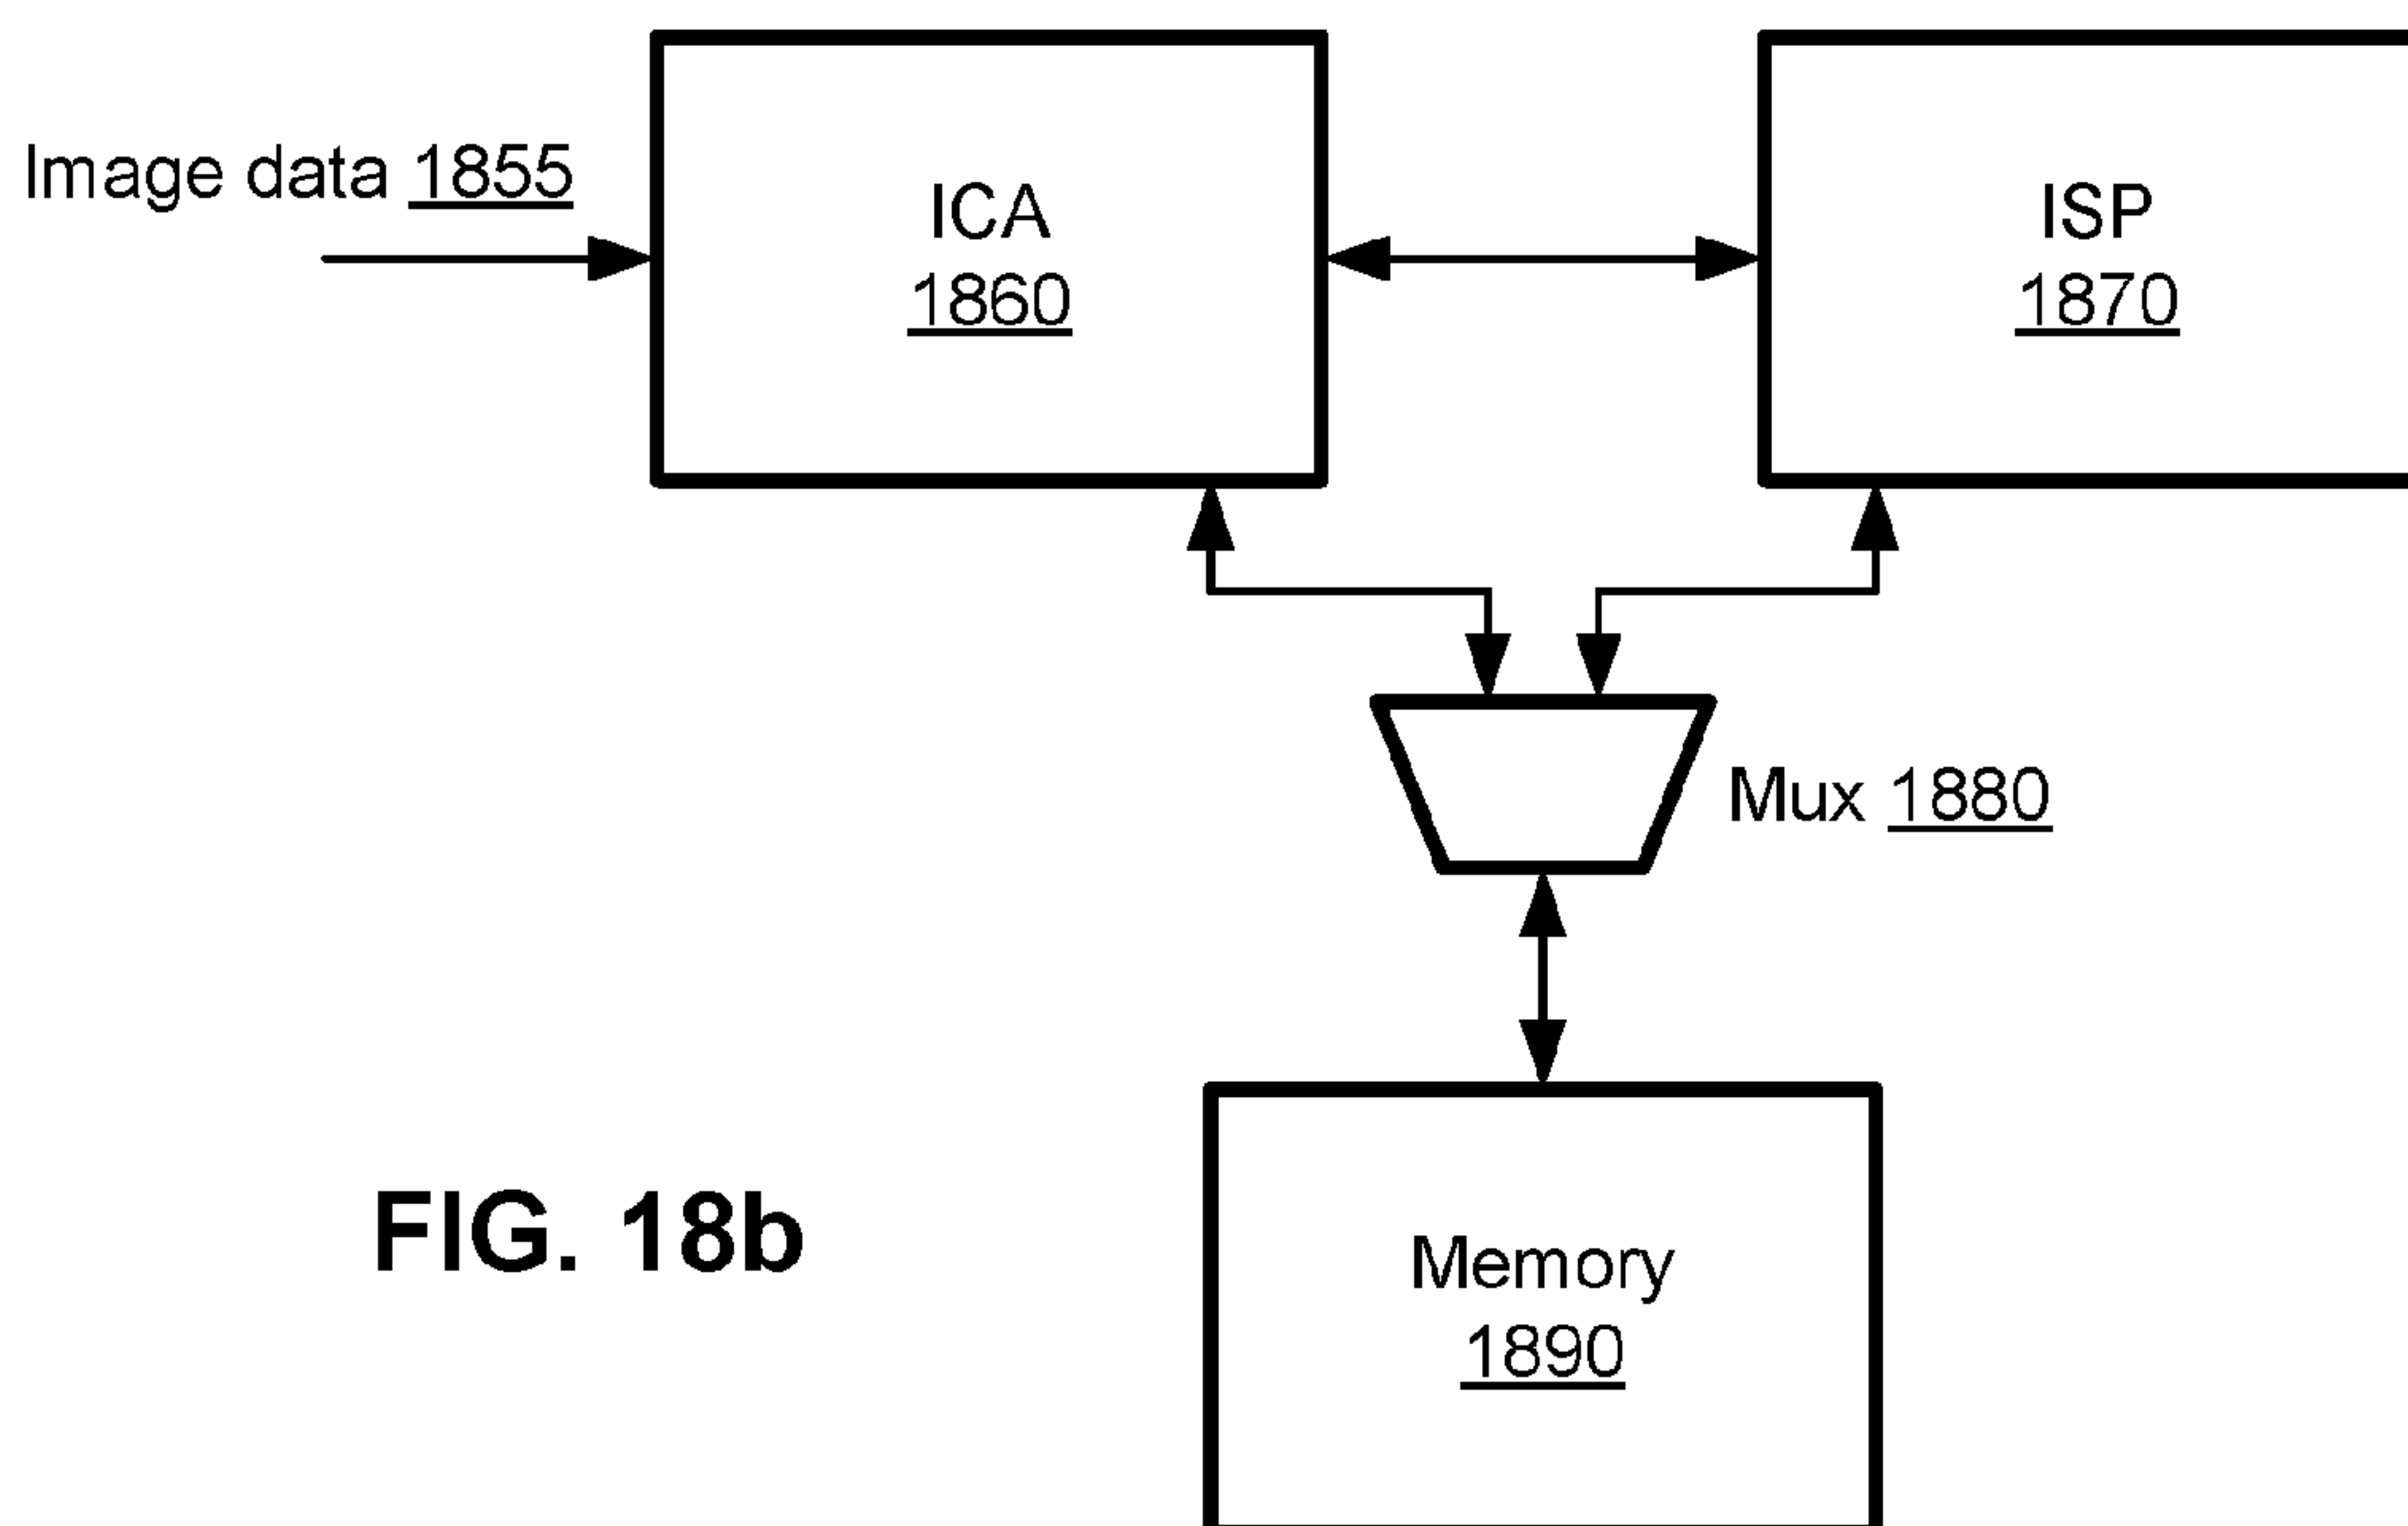 Image data 1855
ICA
1860
ISP
1870
Mux 1880
Memory
1890
FIG. 18b